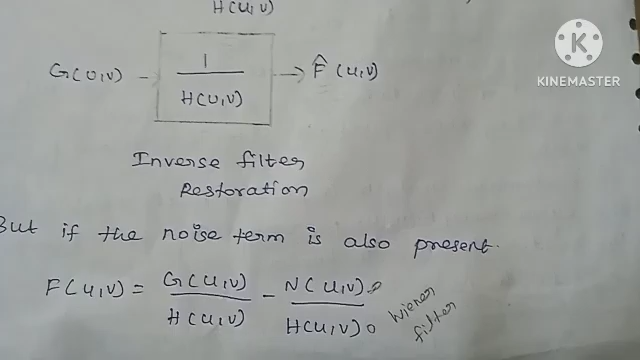 H(U,V)
G(U,V)
1
H(U,V)
F̂ (U,V)
K
KINEMASTER
Inverse filter
Restoration
But if the noise term is also present.
F(U,V) = G(U,V)/H(U,V) - N(U,V)/H(U,V)
Wiener
filter